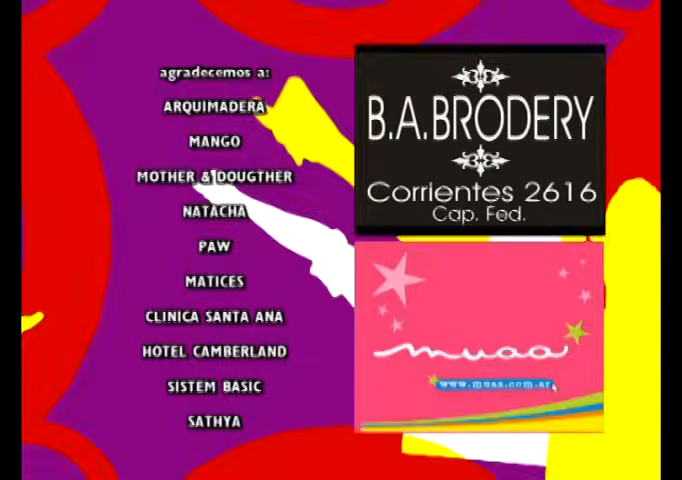 agradecemos a:
ARQUIMADERA
MANGO
MOTHER & DOUGTHER
NATACHA
PAW
MATICES
CLINICA SANTA ANA
HOTEL CAMBERLAND
SISTEM BASIC
SATHYA
B.A.BRODERY
Corrientes 2616
Cap. Fed.
muaa
www.muaa.com.ar